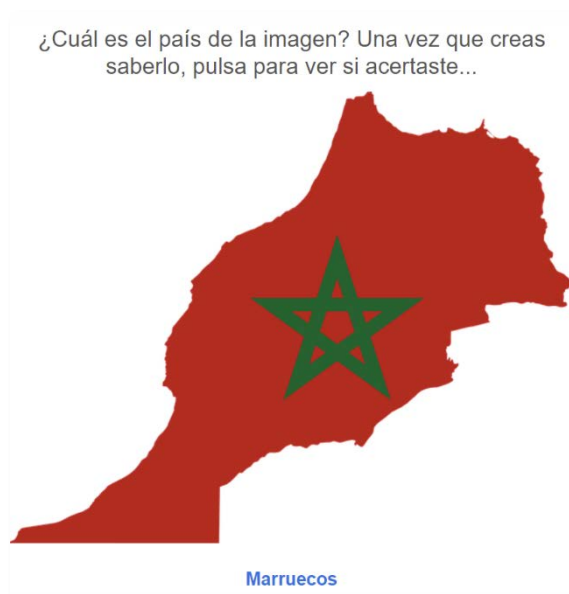 ¿Cuál es el país de la imagen? Una vez que creas
saberlo, pulsa para ver si acertaste...
Marruecos